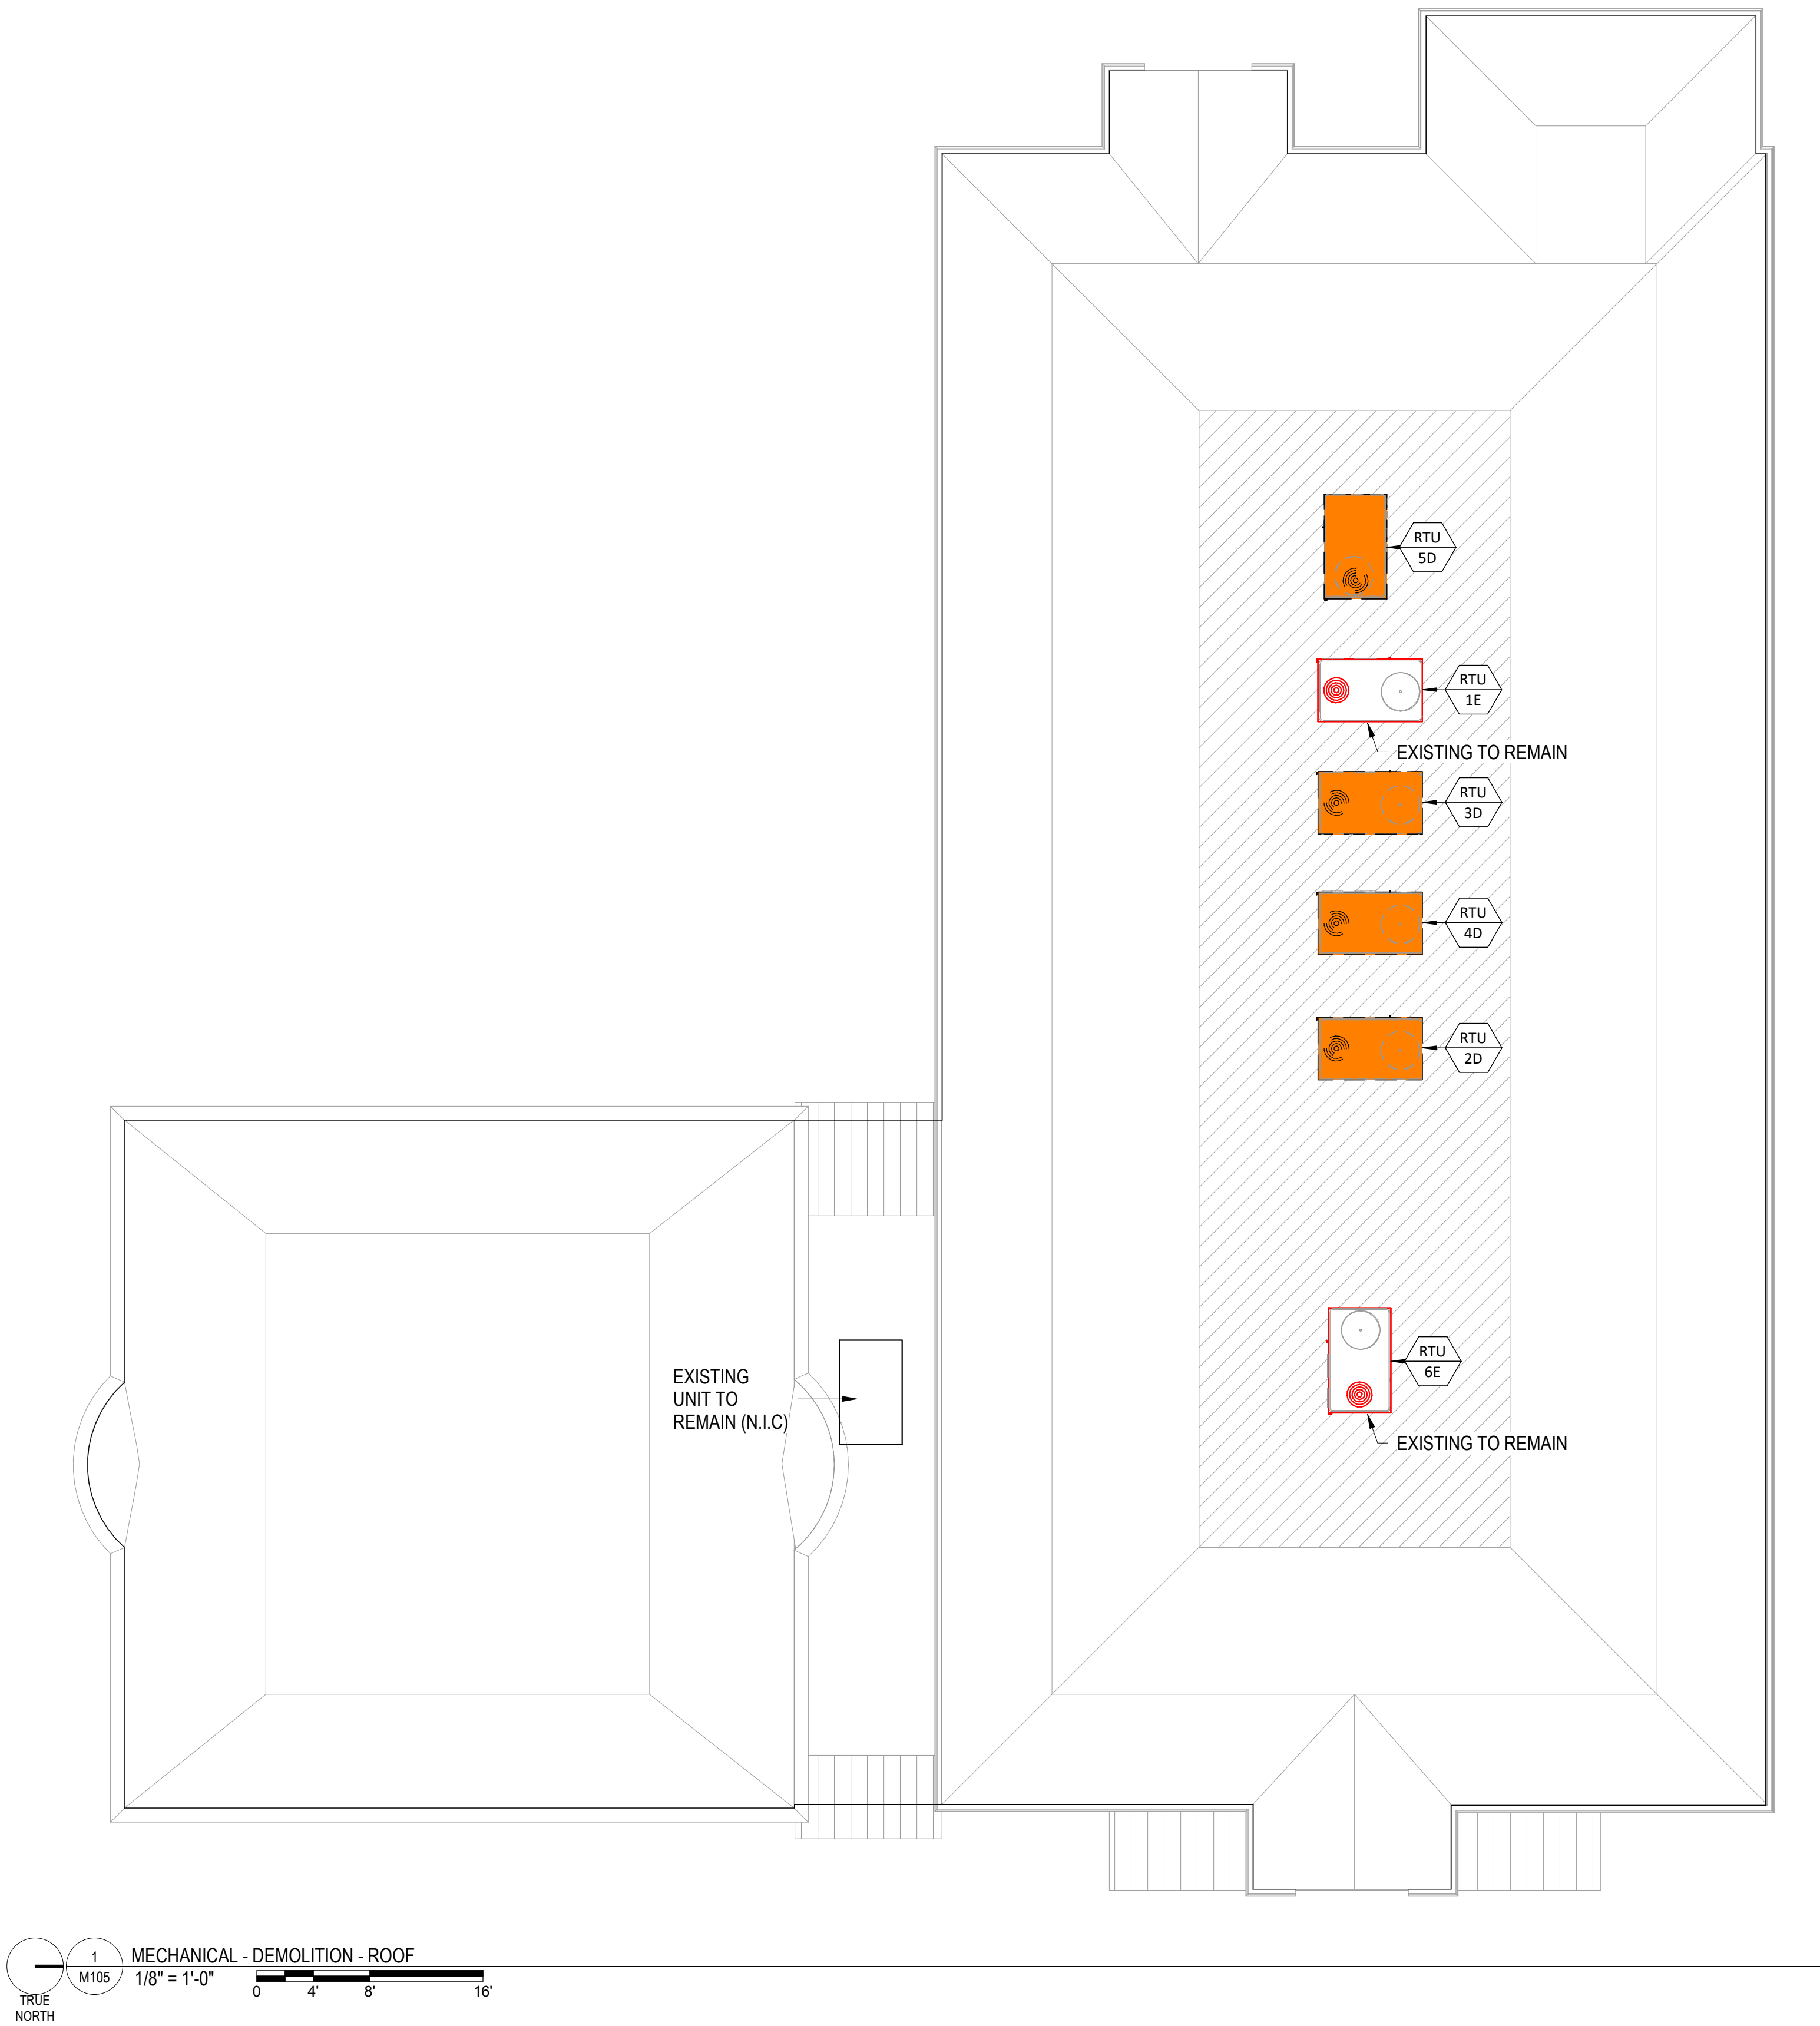 RTU
5D
RTU
1E
EXISTING TO REMAIN
RTU
3D
RTU
4D
RTU
2D
EXISTING
UNIT TO
REMAIN (N.I.C)
RTU
6E
EXISTING TO REMAIN
1
M105
MECHANICAL - DEMOLITION - ROOF
1/8" = 1'-0"
0 4' 8' 16'
TRUE
NORTH